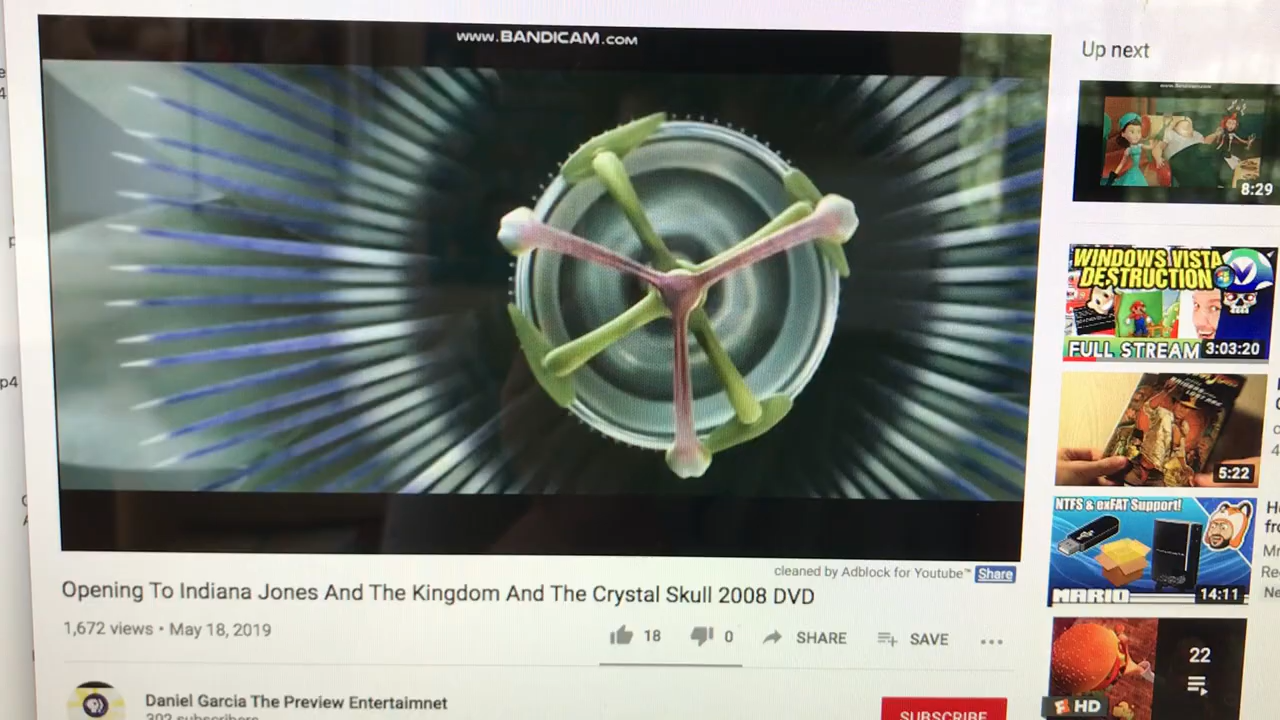 www.BANDICAM.com
Up next
8:29
WINDOWS VISTA
DESTRUCTION
FULL STREAM 3:03:20
5:22
NTFS & exFAT Support!
MARIO 14:11
22
HD
p4
cleaned by Adblock for Youtube™ Share
Opening To Indiana Jones And The Kingdom And The Crystal Skull 2008 DVD
1,672 views • May 18, 2019
18 0 SHARE SAVE
Daniel Garcia The Preview Entertaimnet
302 subscribers
SUBSCRIBE